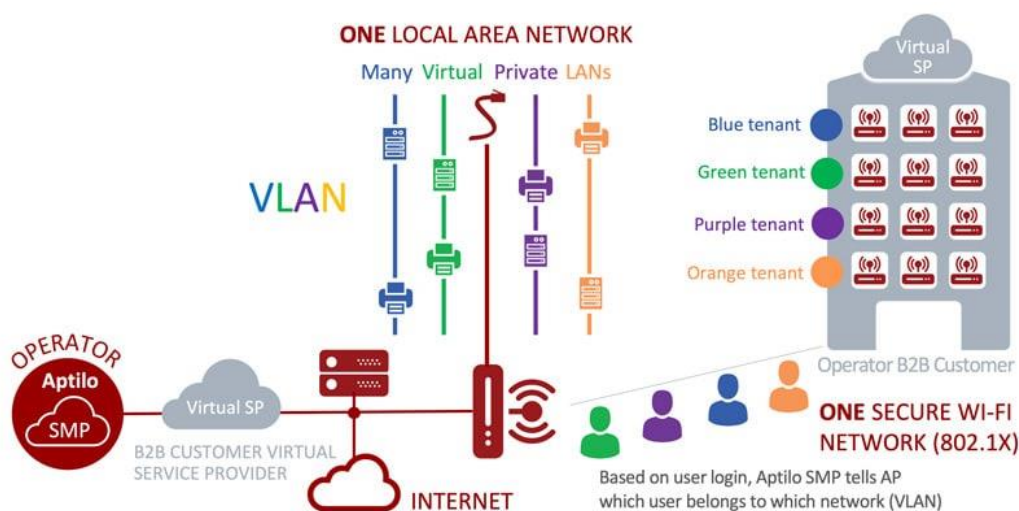 ONE LOCAL AREA NETWORK
Many Virtual Private LANs
VLAN
Virtual
SP
Blue tenant
Green tenant
Purple tenant
Orange tenant
Operator B2B Customer
OPERATOR
Aptilo
SMP
Virtual SP
B2B CUSTOMER VIRTUAL
SERVICE PROVIDER
INTERNET
ONE SECURE WI-FI
NETWORK (802.1X)
Based on user login, Aptilo SMP tells AP
which user belongs to which network (VLAN)